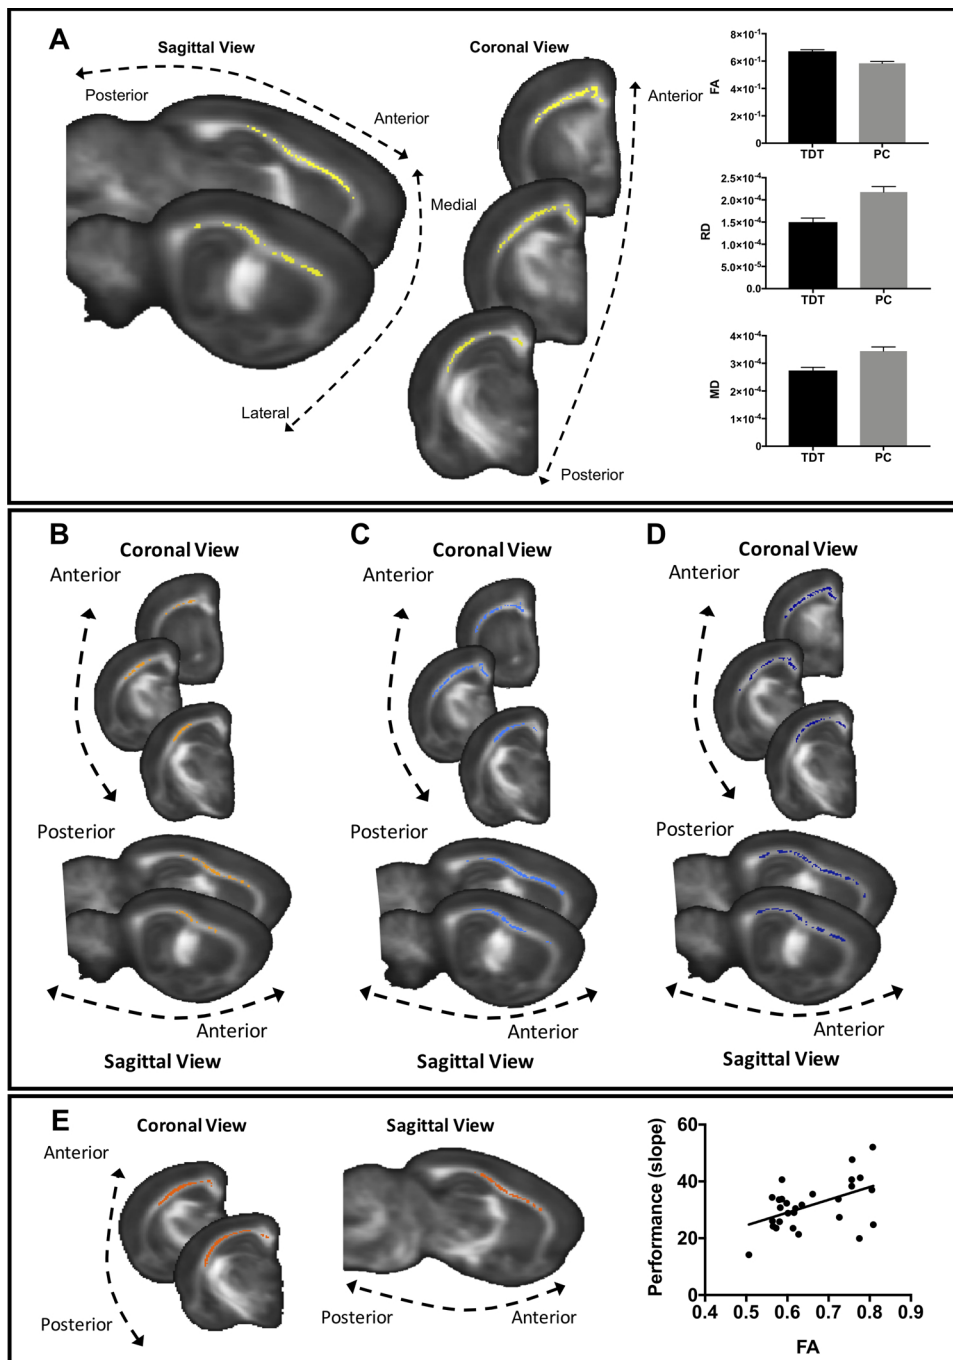 A
Sagittal View
Posterior
Anterior
Medial
Lateral
Coronal View
Anterior
Posterior
8×10⁻¹
6×10⁻¹
4×10⁻¹
2×10⁻¹
0
FA
TDT PC
2.5×10⁻⁴
2.0×10⁻⁴
1.5×10⁻⁴
1.0×10⁻⁴
5.0×10⁻⁵
0.0
RD
TDT PC
4×10⁻⁴
3×10⁻⁴
2×10⁻⁴
1×10⁻⁴
0
MD
TDT PC
B
Coronal View
Anterior
Posterior
Anterior
Sagittal View
C
Coronal View
Anterior
Posterior
Anterior
Sagittal View
D
Coronal View
Anterior
Posterior
Anterior
Sagittal View
E
Coronal View
Anterior
Posterior
Sagittal View
Posterior
Anterior
Performance (slope)
60
40
20
0
0.4 0.5 0.6 0.7 0.8 0.9
FA